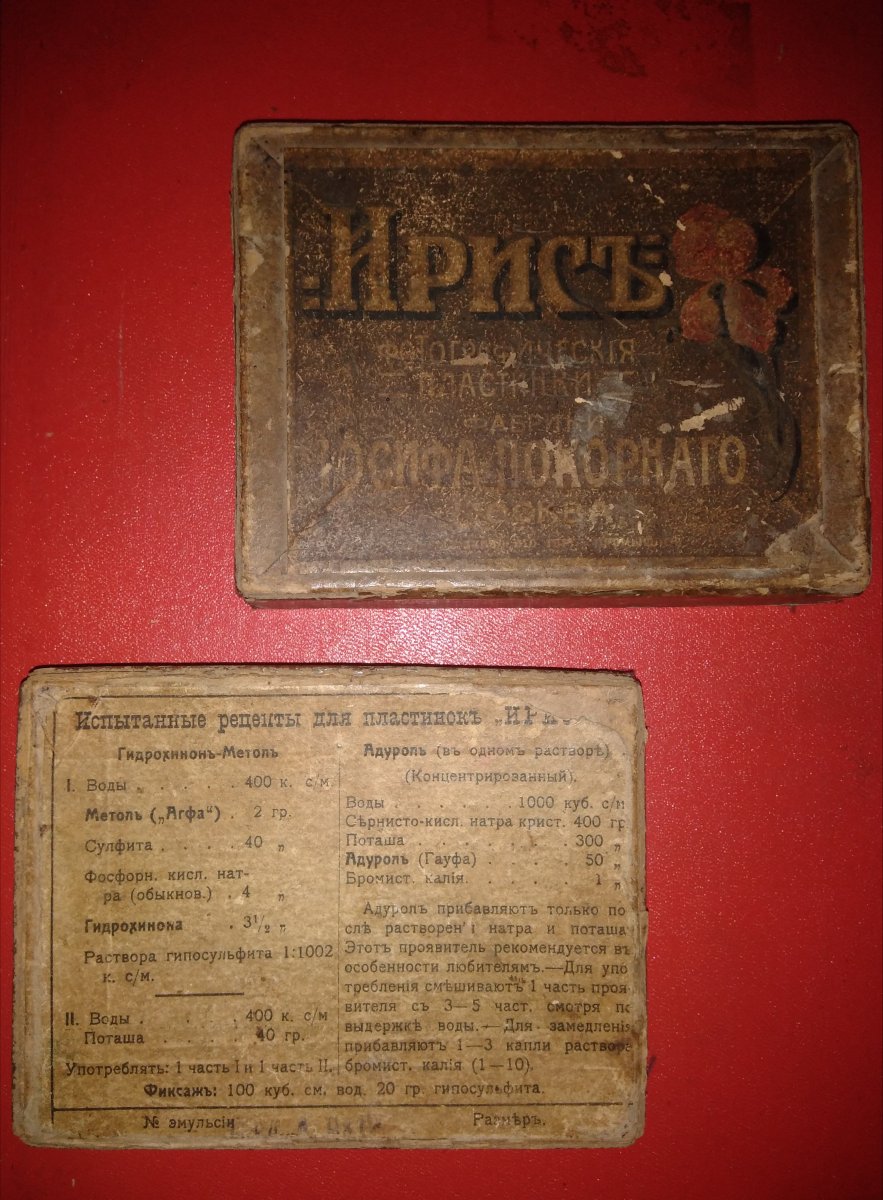 „Ирисъ“
фотографическія
пластинки
фабрики
Іосифа Покорнаго
Москва
Испытанные рецепты для пластинокъ „ИРИС
Гидрохинонъ-Метолъ
I. Воды . . . . . 400 к. с/м
Метолъ („Агфа“) . 2 гр.
Сулфита . . . . 40 „
Фосфорн. кисл. нат-
ра (обыкнов.) . 4 „
Гидрохинона . 3½ „
Раствора гипосульфита 1:1002
к. с/м.
II. Воды . . . . 400 к. с/м
Поташа . . . . 40 гр.
Употреблять: 1 часть I и 1 часть II.
Адуролъ (въ одномъ растворѣ) .
(Концентрированный).
Воды . . . . . . 1000 куб. с/м
Сѣрнисто-кисл. натра крист. 400 гр
Поташа . . . . . . . 300 „
Адуролъ (Гауфа) . . . . 50 „
Бромист. калія. . . . . 1 „
Адуролъ прибавляютъ только по
слѣ растворенія натра и поташа
Этотъ проявитель рекомендуется въ
особенности любителямъ.—Для упо
требленія смѣшиваютъ 1 часть проя
вителя съ 3—5 част. смотря по
выдержкѣ воды.—Для замедленія
прибавляютъ 1—3 капли раствора
бромист. калія (1—10).
Фиксажъ: 100 куб. см. вод. 20 гр. гипосульфита.
№ эмульсіи
Размѣръ.